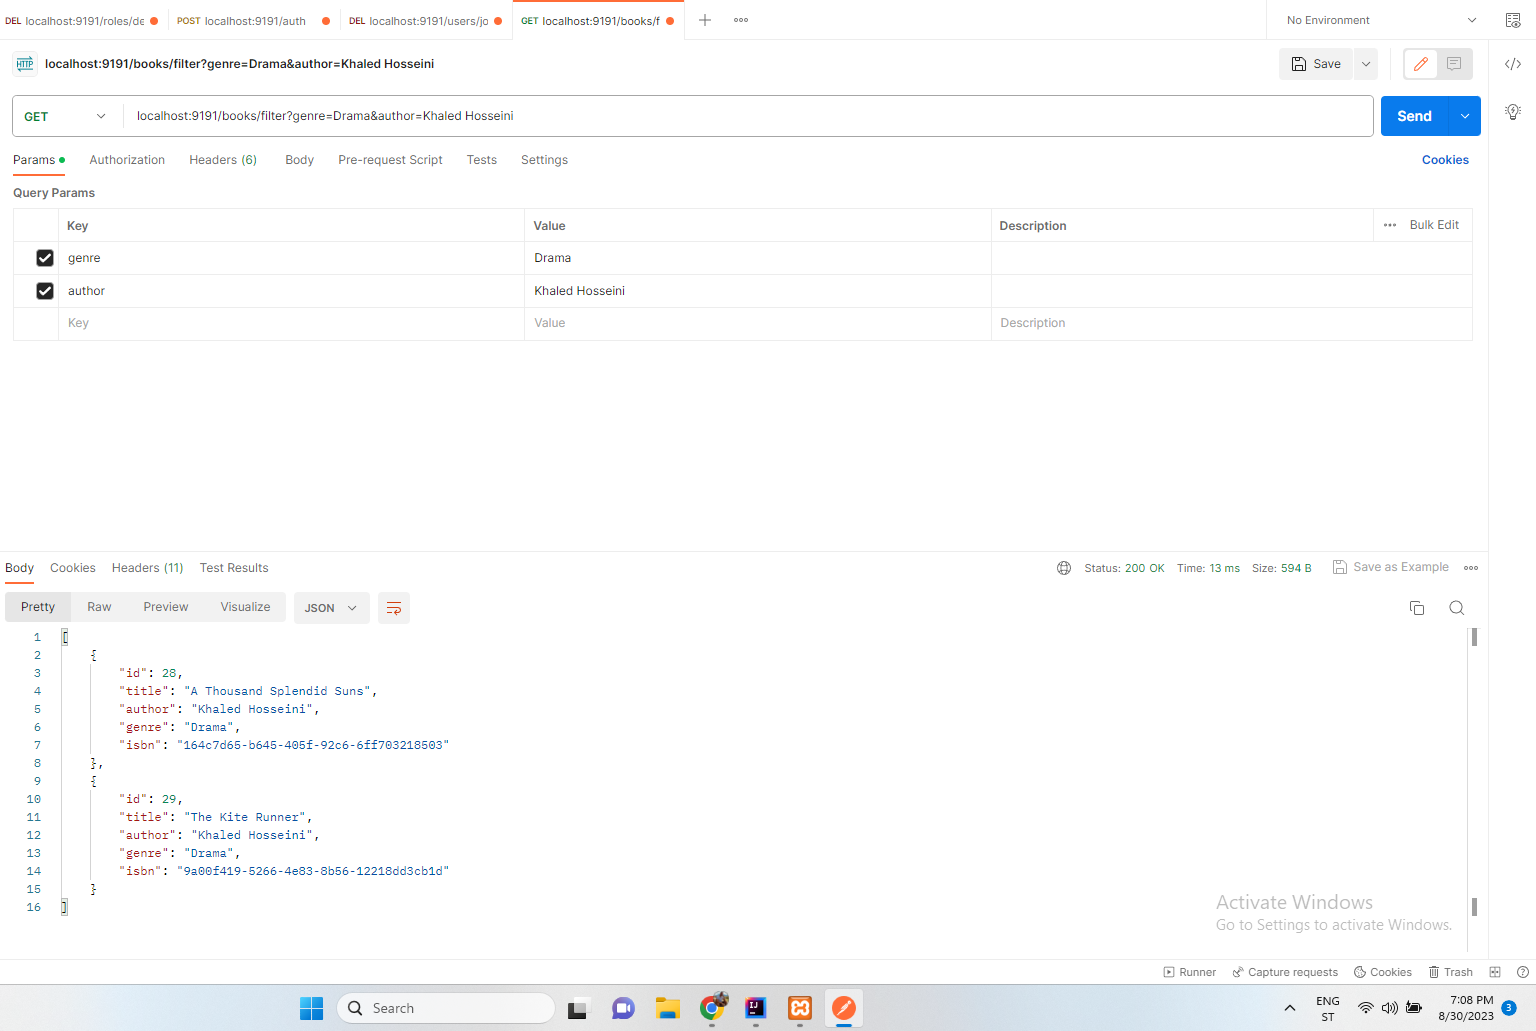 DEL localhost:9191/roles/de
POST localhost:9191/auth
DEL localhost:9191/users/jo
GET localhost:9191/books/f
No Environment
HTTP localhost:9191/books/filter?genre=Drama&author=Khaled Hosseini
Save
GET localhost:9191/books/filter?genre=Drama&author=Khaled Hosseini
Send
Params Authorization Headers (6) Body Pre-request Script Tests Settings Cookies
Query Params
Key Value Description Bulk Edit
genre Drama
author Khaled Hosseini
Key Value Description
Body Cookies Headers (11) Test Results Status: 200 OK Time: 13 ms Size: 594 B Save as Example
Pretty Raw Preview Visualize JSON
1 [
2 {
3 "id": 28,
4 "title": "A Thousand Splendid Suns",
5 "author": "Khaled Hosseini",
6 "genre": "Drama",
7 "isbn": "164c7d65-b645-405f-92c6-6ff703218503"
8 },
9 {
10 "id": 29,
11 "title": "The Kite Runner",
12 "author": "Khaled Hosseini",
13 "genre": "Drama",
14 "isbn": "9a00f419-5266-4e83-8b56-12218dd3cb1d"
15 }
16 ]
Activate Windows
Go to Settings to activate Windows.
Runner Capture requests Cookies Trash
Search
IJ
ENG
ST
7:08 PM
8/30/2023
3